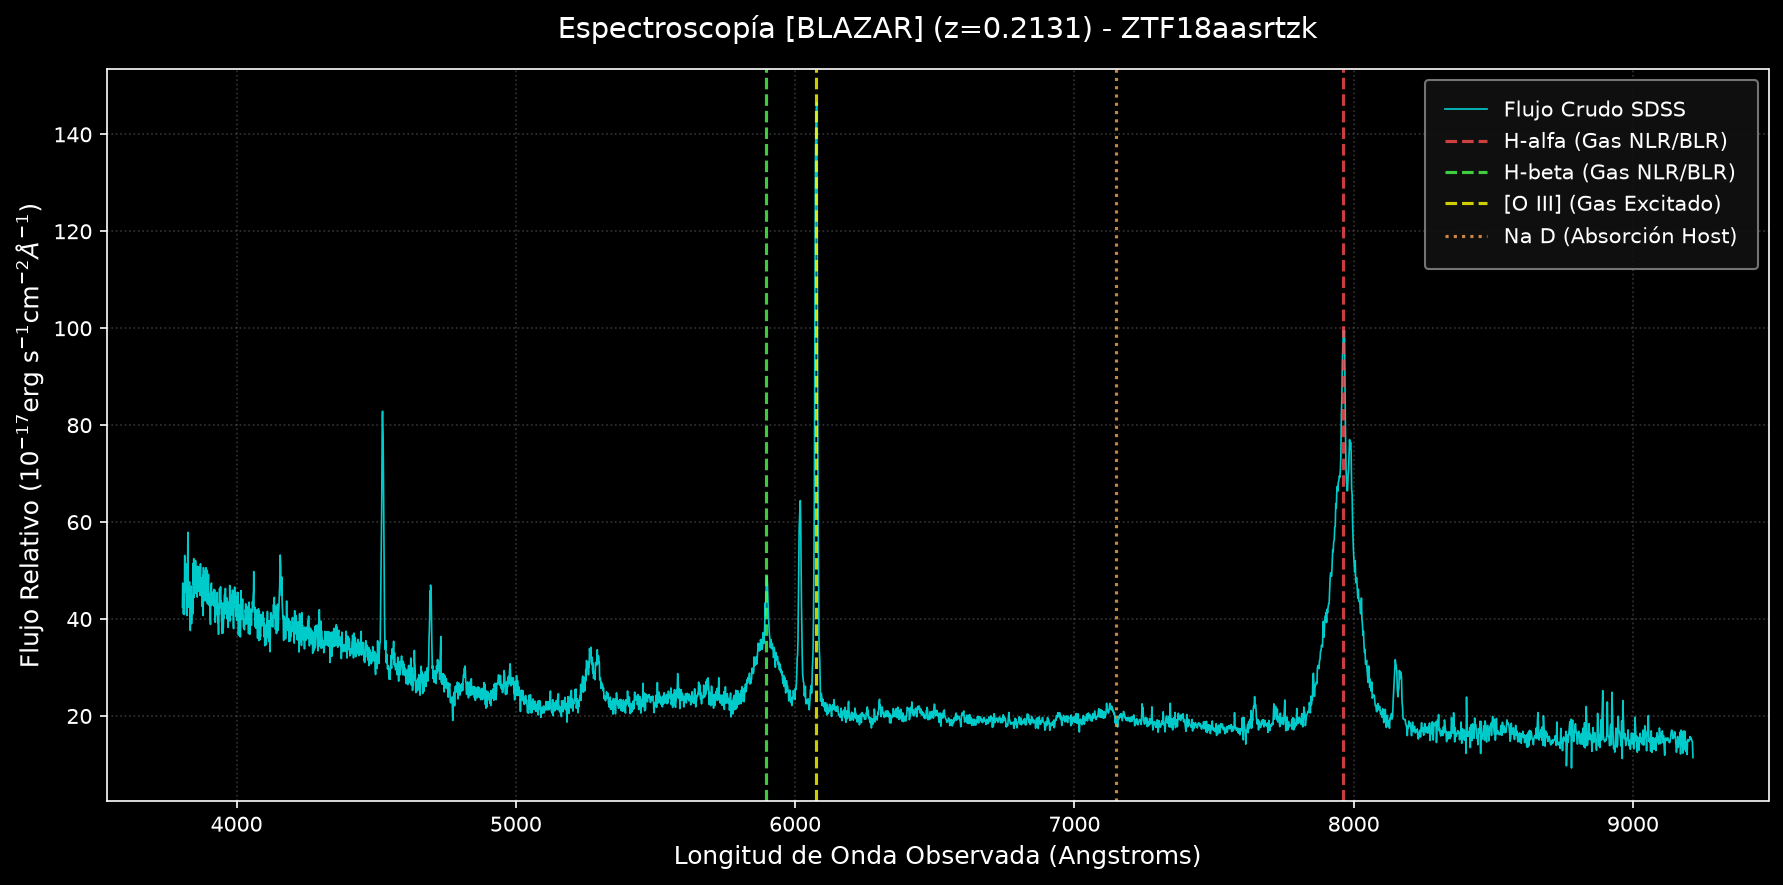 Espectroscopía [BLAZAR] (z=0.2131) - ZTF18aasrtzk
Flujo Crudo SDSS
H-alfa (Gas NLR/BLR)
H-beta (Gas NLR/BLR)
[O III] (Gas Excitado)
Na D (Absorción Host)
Flujo Relativo (10⁻¹⁷erg s⁻¹cm⁻²Å⁻¹)
140
120
100
80
60
40
20
4000 5000 6000 7000 8000 9000
Longitud de Onda Observada (Angstroms)